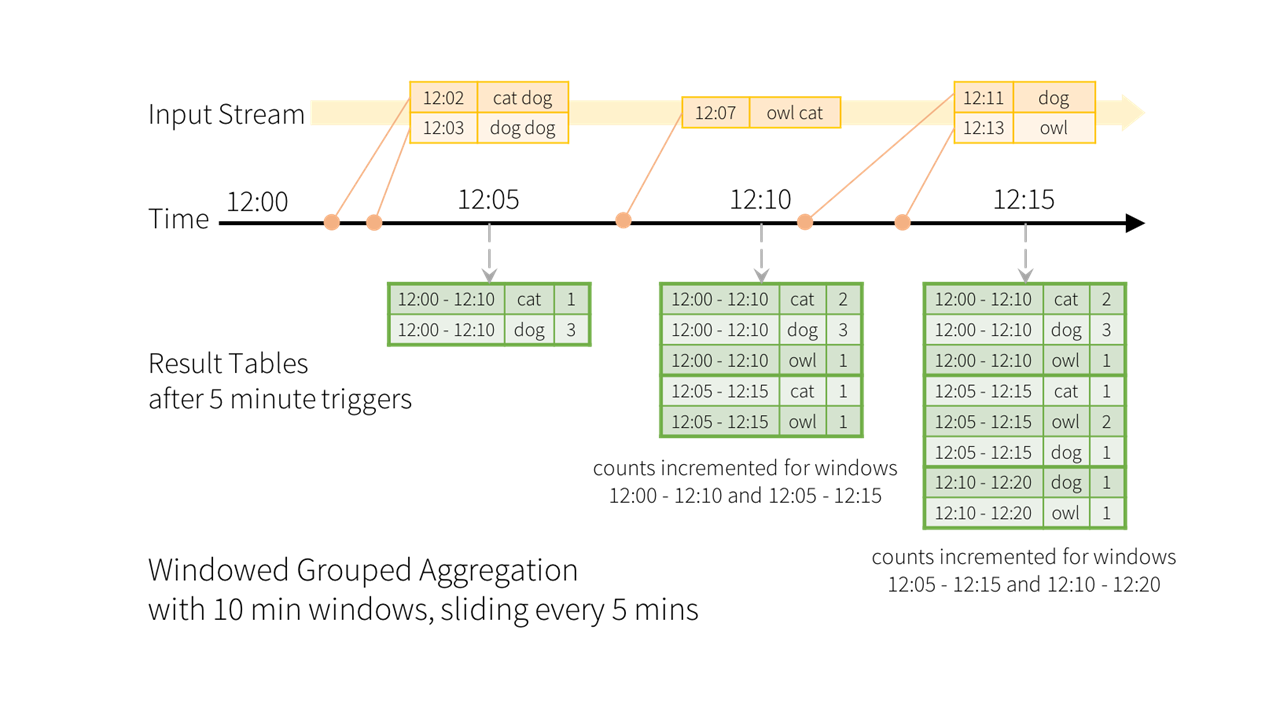 Input Stream
12:02 cat dog
12:03 dog dog
12:07 owl cat
12:11 dog
12:13 owl
Time
12:00
12:05
12:10
12:15
Result Tables
after 5 minute triggers
12:00 - 12:10 cat 1
12:00 - 12:10 dog 3
12:00 - 12:10 cat 2
12:00 - 12:10 dog 3
12:00 - 12:10 owl 1
12:05 - 12:15 cat 1
12:05 - 12:15 owl 1
counts incremented for windows
12:00 - 12:10 and 12:05 - 12:15
12:00 - 12:10 cat 2
12:00 - 12:10 dog 3
12:00 - 12:10 owl 1
12:05 - 12:15 cat 1
12:05 - 12:15 owl 2
12:05 - 12:15 dog 1
12:10 - 12:20 dog 1
12:10 - 12:20 owl 1
counts incremented for windows
12:05 - 12:15 and 12:10 - 12:20
Windowed Grouped Aggregation
with 10 min windows, sliding every 5 mins